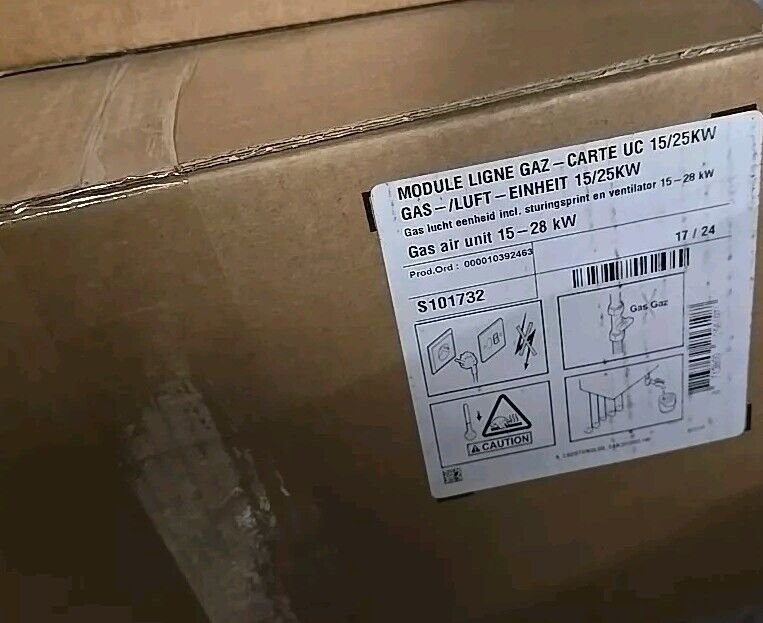 MODULE LIGNE GAZ-CARTE UC 15/25KW
GAS-/LUFT-EINHEIT 15/25KW
Gas lucht eenheid incl. sturingsprint en ventilator 15-28 kW
Gas air unit 15-28 kW
Prod.Ord : 000010392463
17 / 24
S101732
Gas Gaz
CAUTION